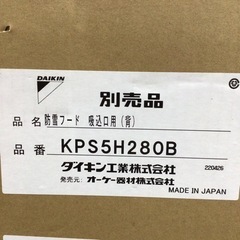 DAIKIN
別売品
品名 防雪フード 吸込口用(背)
品番 KPS5H280B
ダイキン工業株式会社
220426
発売元:オーケー器材株式会社
MADE IN JAPAN